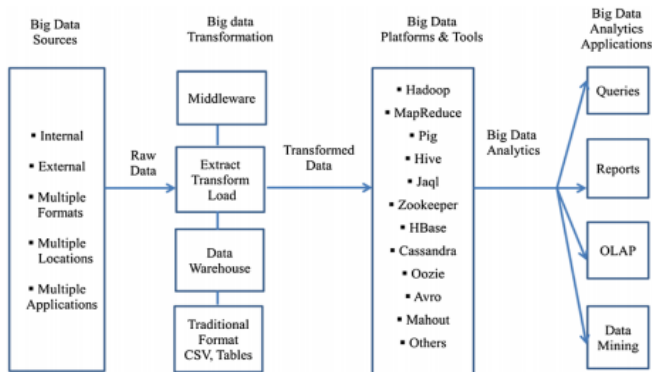 Big Data
Sources
Big data
Transformation
Big Data
Platforms & Tools
Big Data
Analytics
Applications
▪ Internal
▪ External
▪ Multiple
Formats
▪ Multiple
Locations
▪ Multiple
Applications
Raw
Data
Middleware
Extract
Transform
Load
Data
Warehouse
Traditional
Format
CSV, Tables
Transformed
Data
▪ Hadoop
▪ MapReduce
▪ Pig
▪ Hive
▪ Jaql
▪ Zookeeper
▪ HBase
▪ Cassandra
▪ Oozie
▪ Avro
▪ Mahout
▪ Others
Big Data
Analytics
Queries
Reports
OLAP
Data
Mining